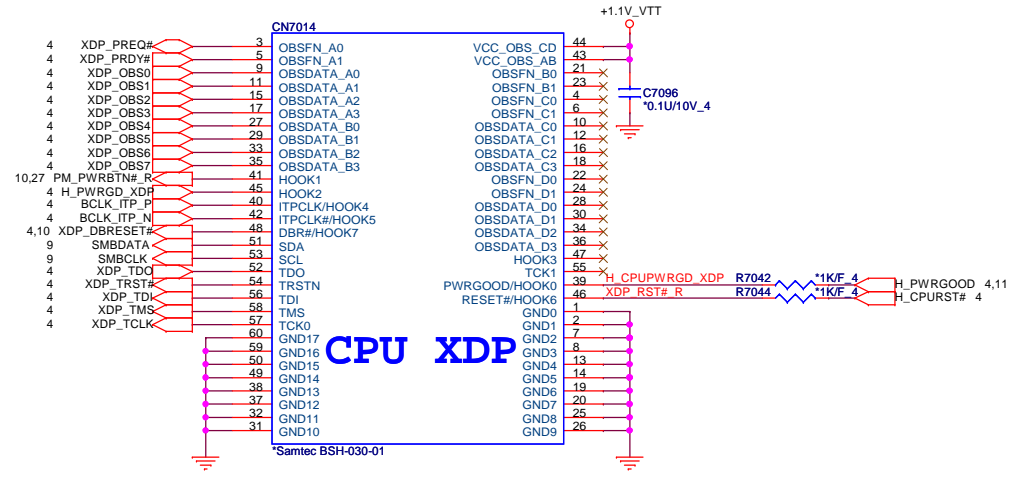 +1.1V_VTT
CN7014
4 XDP_PREQ# 3 OBSFN_A0 VCC_OBS_CD 44
4 XDP_PRDY# 5 OBSFN_A1 VCC_OBS_AB 43
4 XDP_OBS0 9 OBSDATA_A0 OBSFN_B0 21
4 XDP_OBS1 11 OBSDATA_A1 OBSFN_B1 23 C7096
4 XDP_OBS2 15 OBSDATA_A2 OBSFN_C0 4 *0.1U/10V_4
4 XDP_OBS3 17 OBSDATA_A3 OBSFN_C1 6
4 XDP_OBS4 27 OBSDATA_B0 OBSDATA_C0 10
4 XDP_OBS5 29 OBSDATA_B1 OBSDATA_C1 12
4 XDP_OBS6 33 OBSDATA_B2 OBSDATA_C2 16
4 XDP_OBS7 35 OBSDATA_B3 OBSDATA_C3 18
10,27 PM_PWRBTN#_R 41 HOOK1 OBSFN_D0 22
4 H_PWRGD_XDP 45 HOOK2 OBSFN_D1 24
4 BCLK_ITP_P 40 ITPCLK/HOOK4 OBSDATA_D0 28
4 BCLK_ITP_N 42 ITPCLK#/HOOK5 OBSDATA_D1 30
4,10 XDP_DBRESET# 48 DBR#/HOOK7 OBSDATA_D2 34
9 SMBDATA 51 SDA OBSDATA_D3 36
9 SMBCLK 53 SCL HOOK3 47
4 XDP_TDO 52 TDO TCK1 55
4 XDP_TRST# 54 TRSTN PWRGOOD/HOOK0 39 H_CPUPWRGD_XDP R7042 *1K/F_4 H_PWRGOOD 4,11
4 XDP_TDI 56 TDI RESET#/HOOK6 46 XDP_RST#_R R7044 *1K/F_4 H_CPURST# 4
4 XDP_TMS 58 TMS GND0 1
4 XDP_TCLK 57 TCK0 GND1 2
60 GND17 GND2 7
59 GND16 GND3 8
50 GND15 GND4 13
49 GND14 GND5 14
38 GND13 GND6 19
37 GND12 GND7 20
32 GND11 GND8 25
31 GND10 GND9 26
CPU XDP
*Samtec BSH-030-01